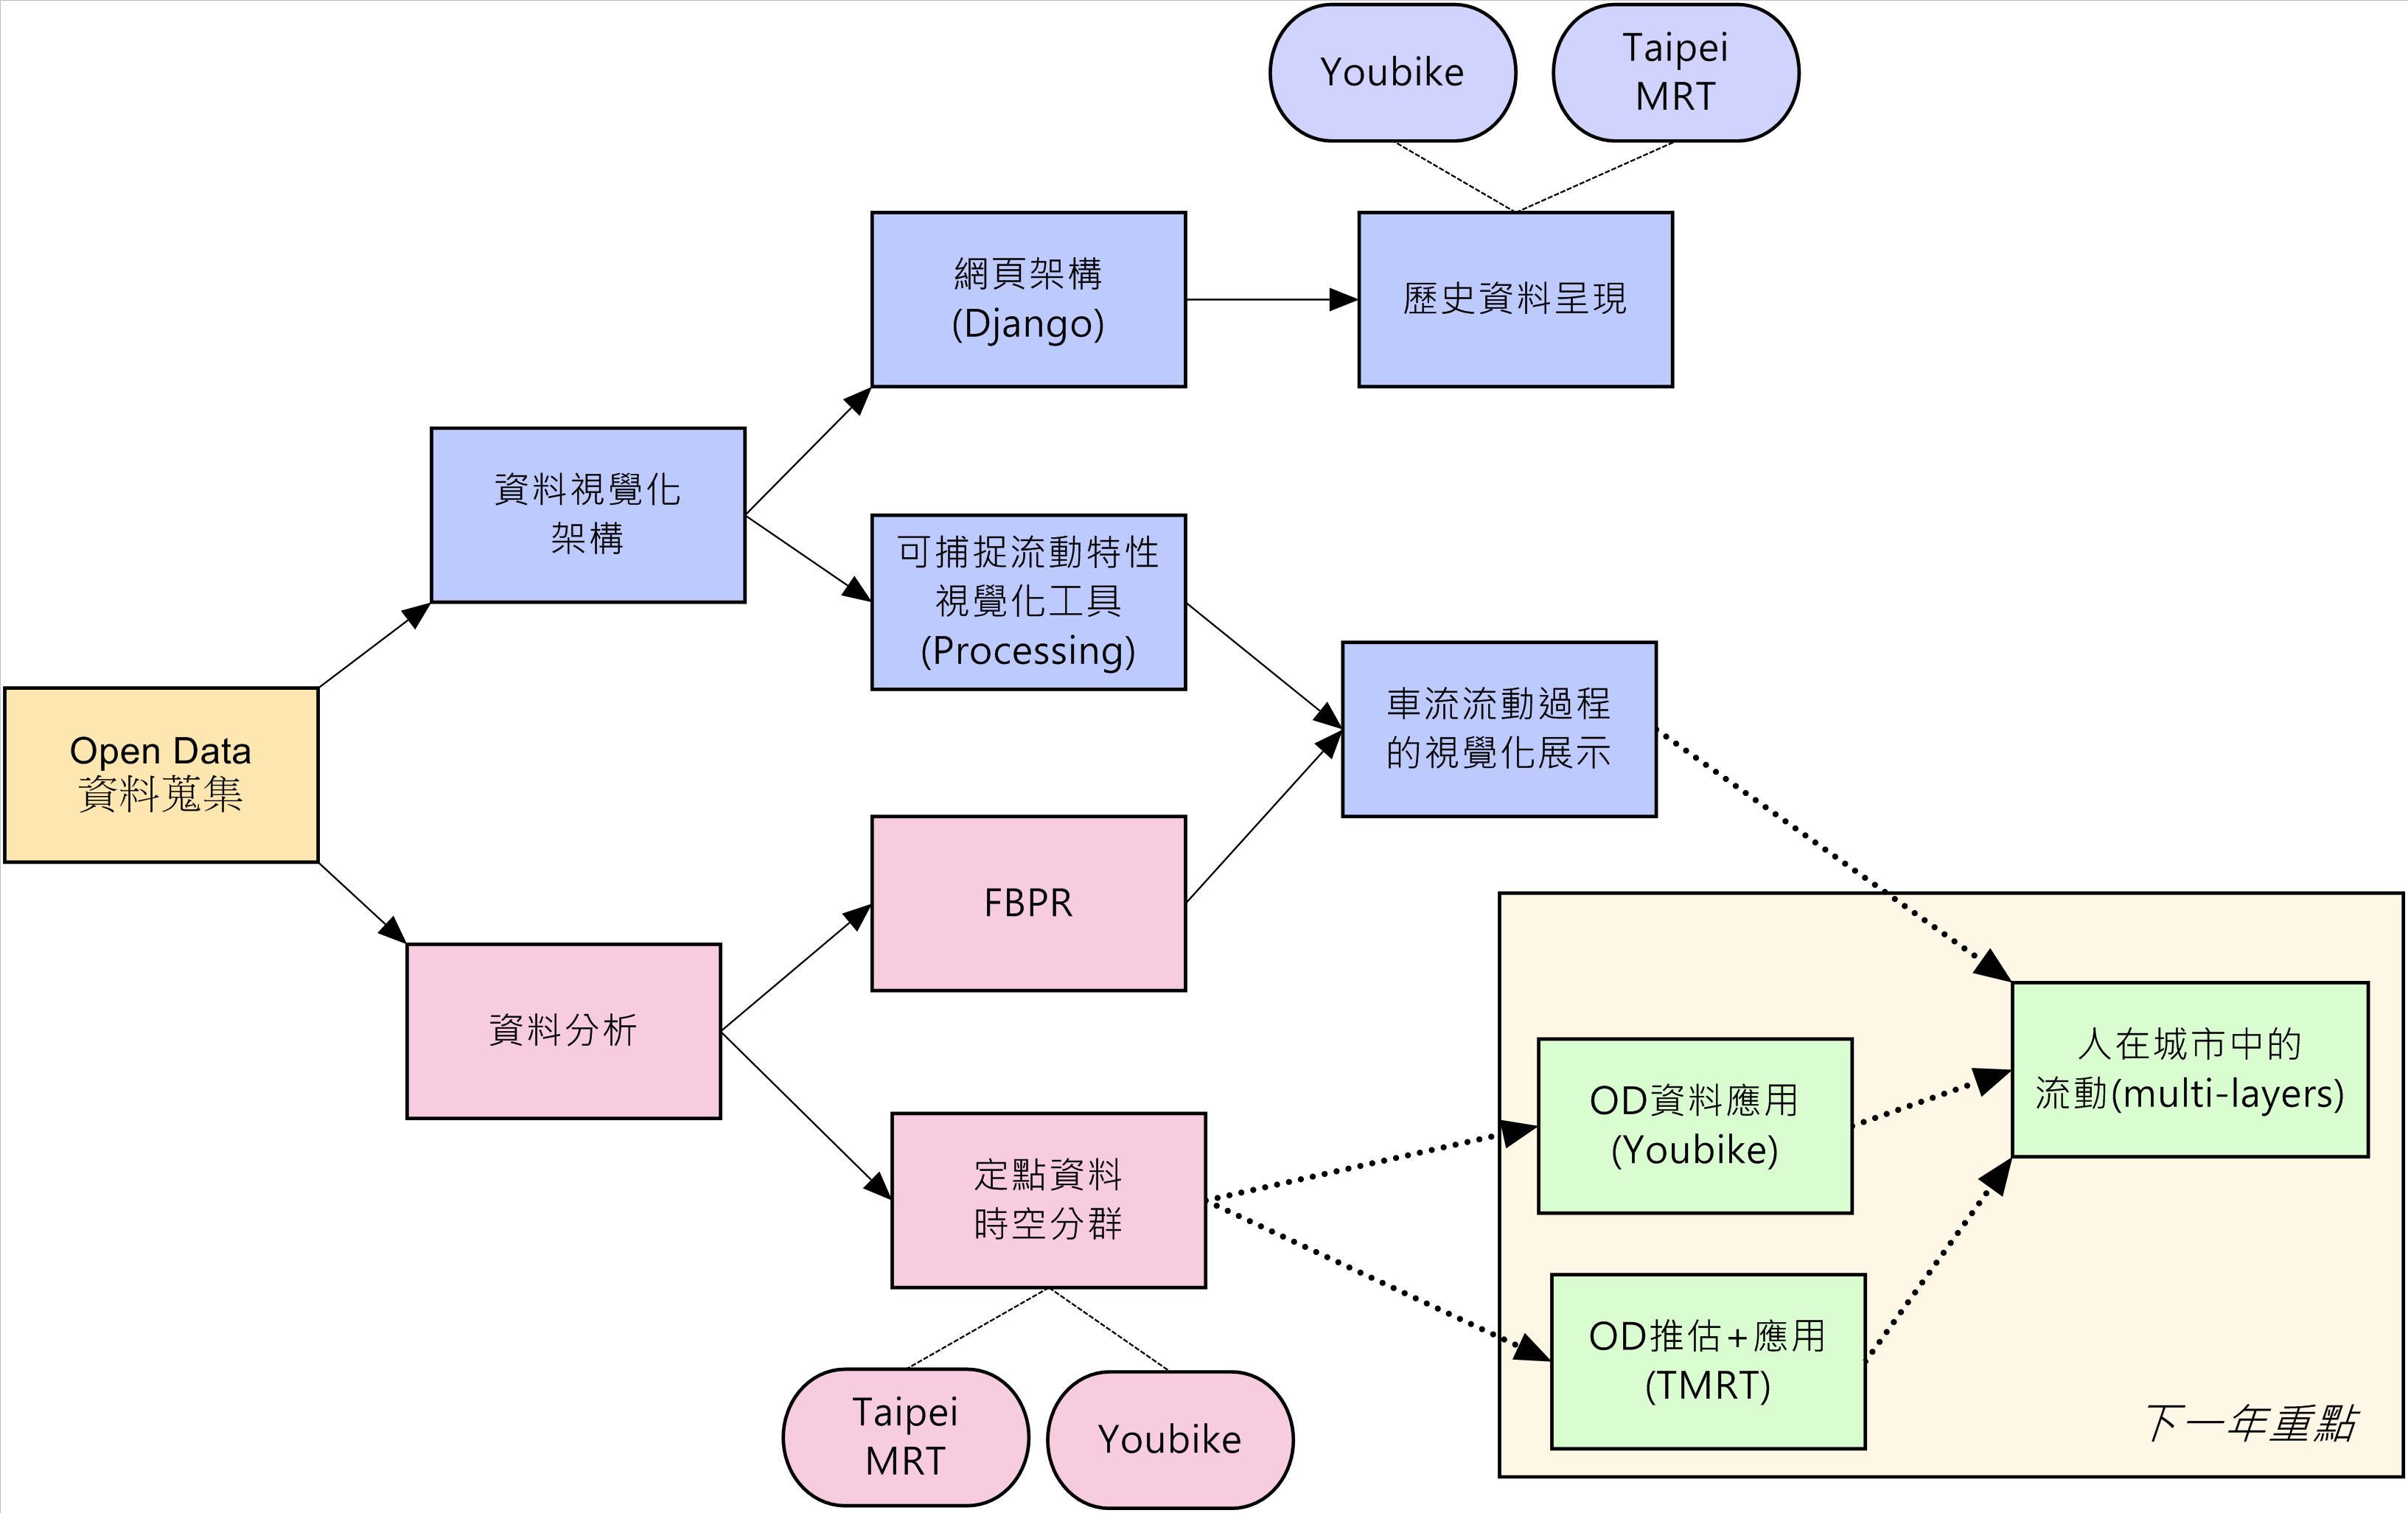 Youbike
Taipei
MRT
網頁架構
(Django)
歷史資料呈現
資料視覺化
架構
可捕捉流動特性
視覺化工具
(Processing)
車流流動過程
的視覺化展示
Open Data
資料蒐集
FBPR
資料分析
人在城市中的
流動(multi-layers)
OD資料應用
(Youbike)
定點資料
時空分群
OD推估+應用
(TMRT)
下一年重點
Taipei
MRT
Youbike